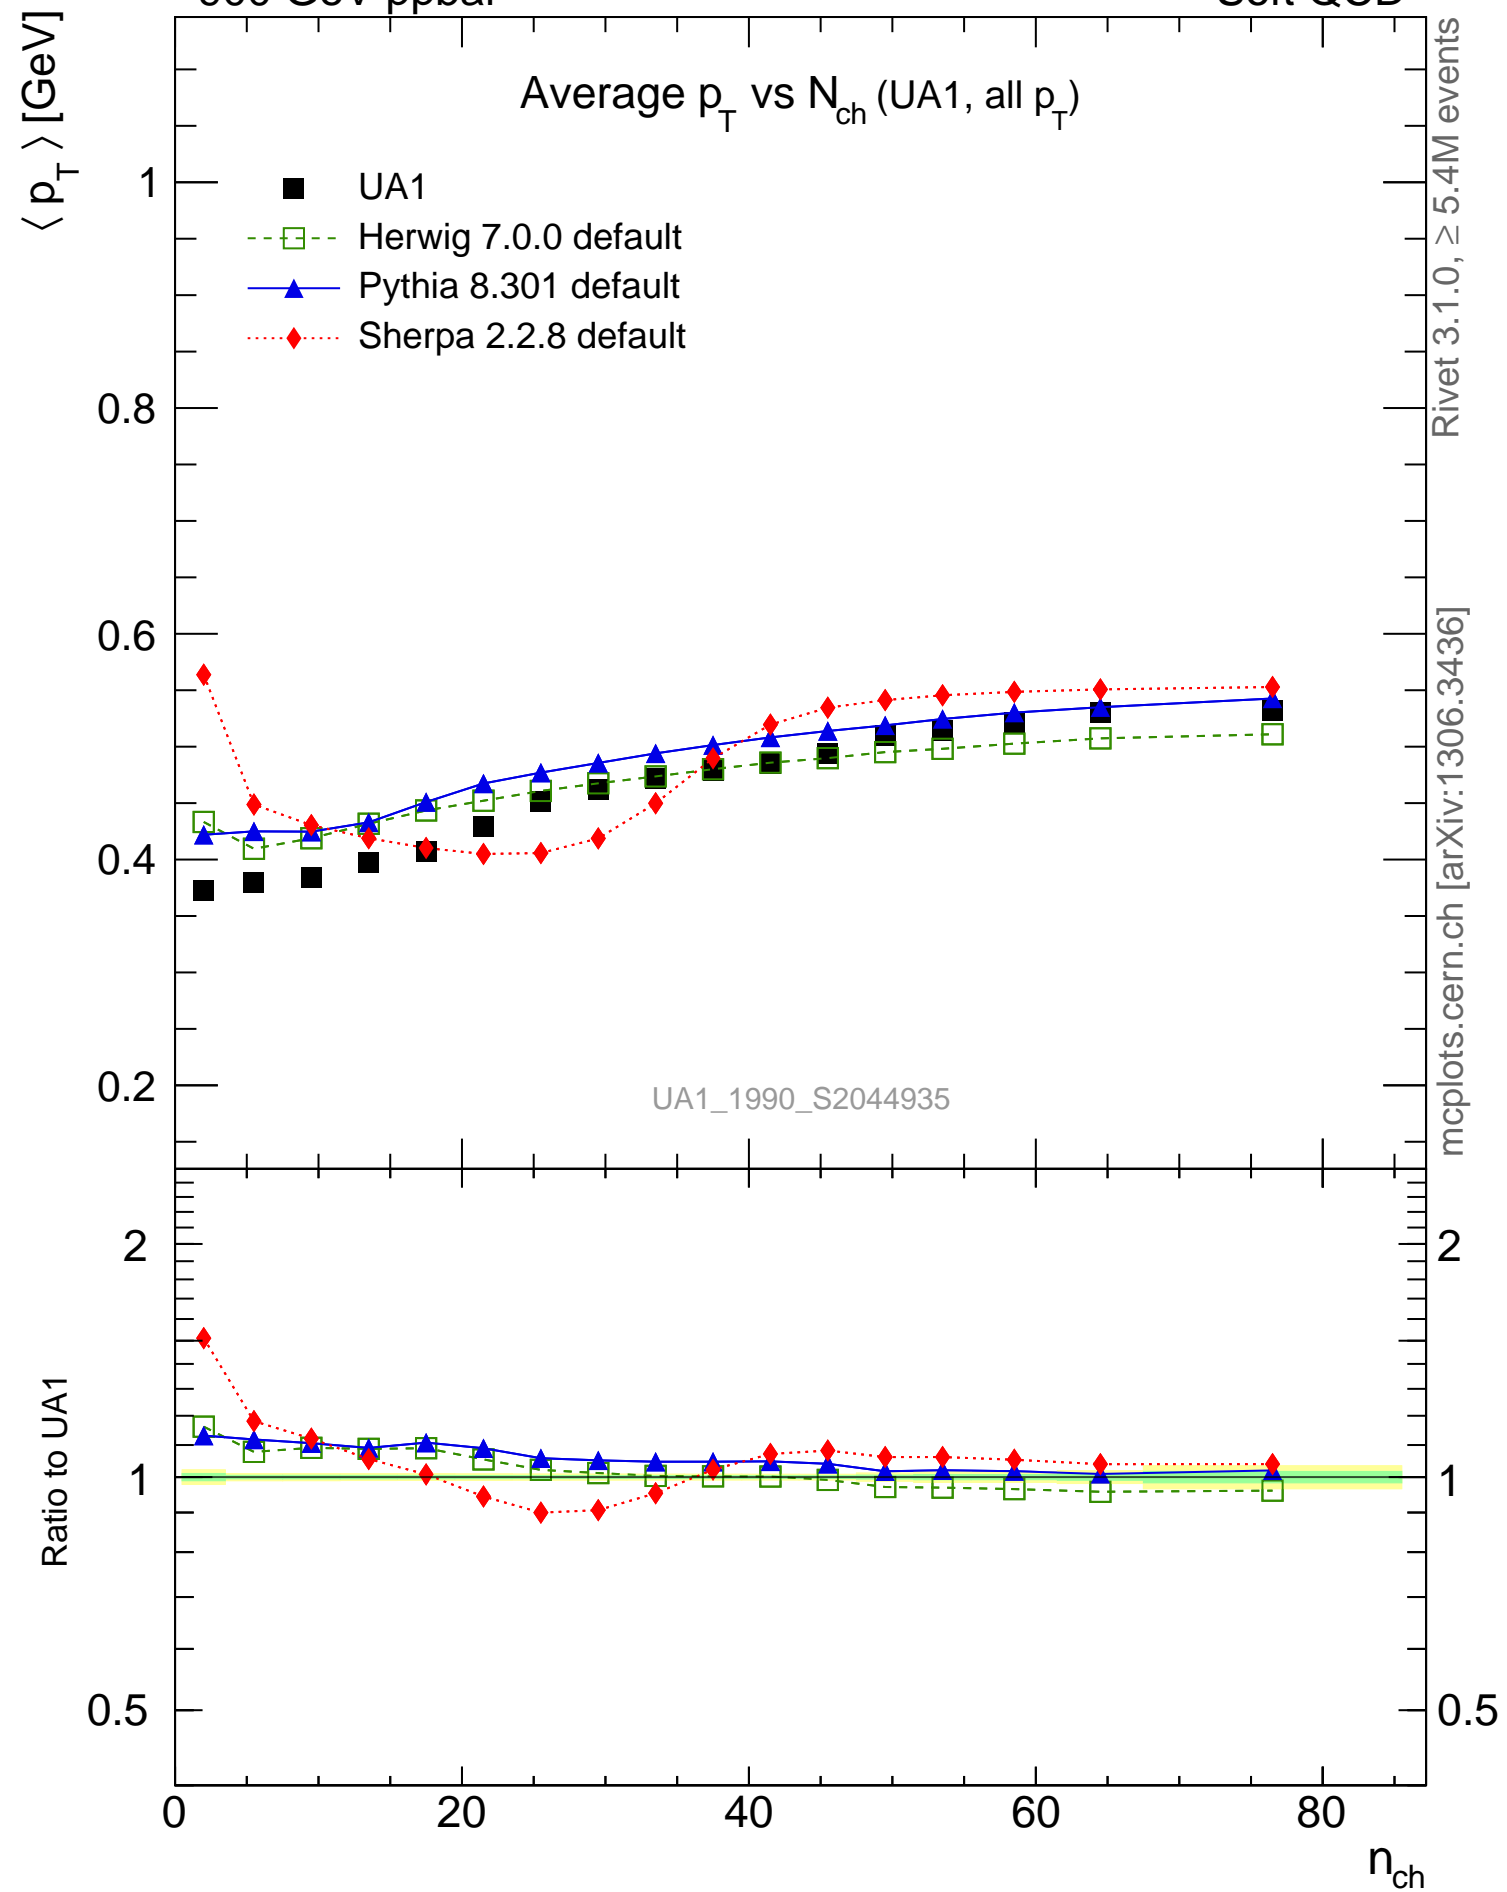 ⟨ p_T ⟩ [GeV]
Average p_T vs N_ch (UA1, all p_T)
UA1
Herwig 7.0.0 default
Pythia 8.301 default
Sherpa 2.2.8 default
1
0.8
0.6
0.4
0.2
UA1_1990_S2044935
Rivet 3.1.0, ≥ 5.4M events
mcplots.cern.ch [arXiv:1306.3436]
Ratio to UA1
2
1
0.5
2
1
0.5
0 20 40 60 80
n_ch